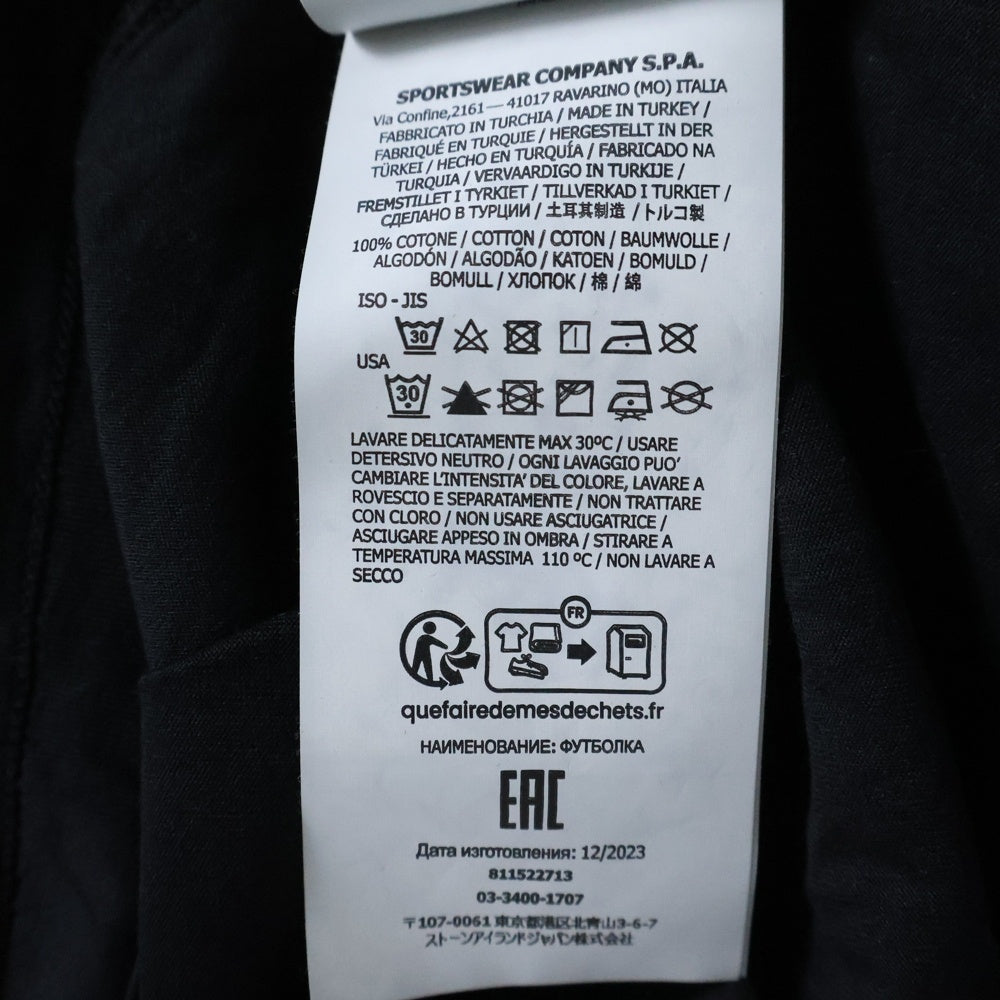 SPORTSWEAR COMPANY S.P.A.
Via Confine,2161— 41017 RAVARINO (MO) ITALIA
FABBRICATO IN TURCHIA / MADE IN TURKEY /
FABRIQUÉ EN TURQUIE / HERGESTELLT IN DER
TÜRKEI / HECHO EN TURQUÍA / FABRICADO NA
TURQUIA / VERVAARDIGO IN TURKIJE /
FREMSTILLET I TYRKIET / TILLVERKAD I TURKIET /
СДЕЛАНО В ТУРЦИИ / 土耳其制造 / トルコ製
100% COTONE / COTTON / COTON / BAUMWOLLE /
ALGODÓN / ALGODÃO / KATOEN / BOMULD /
BOMULL / ХЛОПОК / 棉 / 綿
ISO - JIS
30
USA
30
LAVARE DELICATAMENTE MAX 30ºC / USARE
DETERSIVO NEUTRO / OGNI LAVAGGIO PUO'
CAMBIARE L'INTENSITA' DEL COLORE, LAVARE A
ROVESCIO E SEPARATAMENTE / NON TRATTARE
CON CLORO / NON USARE ASCIUGATRICE /
ASCIUGARE APPESO IN OMBRA / STIRARE A
TEMPERATURA MASSIMA 110 ºC / NON LAVARE A
SECCO
FR
quefairedemesdechets.fr
НАИМЕНОВАНИЕ: ФУТБОЛКА
EAC
Дата изготовления: 12/2023
811522713
03-3400-1707
〒107-0061 東京都港区北青山3-6-7
ストーンアイランドジャパン株式会社